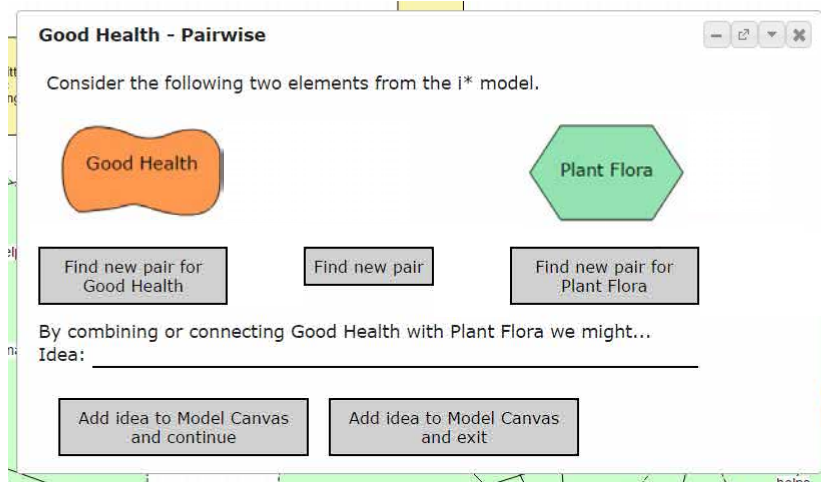 Good Health - Pairwise
Consider the following two elements from the i* model.
Good Health
Plant Flora
Find new pair for
Good Health
Find new pair
Find new pair for
Plant Flora
By combining or connecting Good Health with Plant Flora we might...
Idea:
Add idea to Model Canvas
and continue
Add idea to Model Canvas
and exit